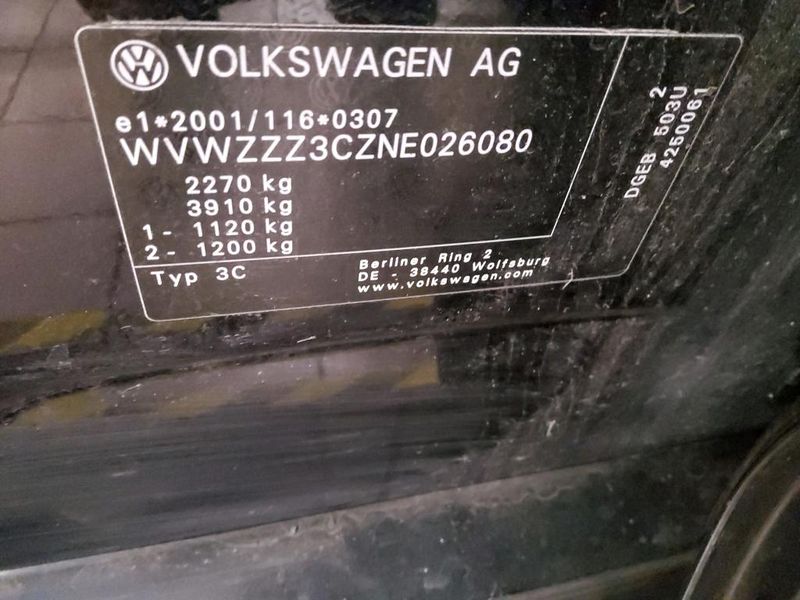 VOLKSWAGEN AG
e1*2001/116*0307
WVWZZZ3CZNE026080
2270 kg
3910 kg
1 - 1120 kg
2 - 1200 kg
Typ 3C
Berliner Ring 2
DE - 38440 Wolfsburg
www.volkswagen.com
2
DGEB 503U
4250061